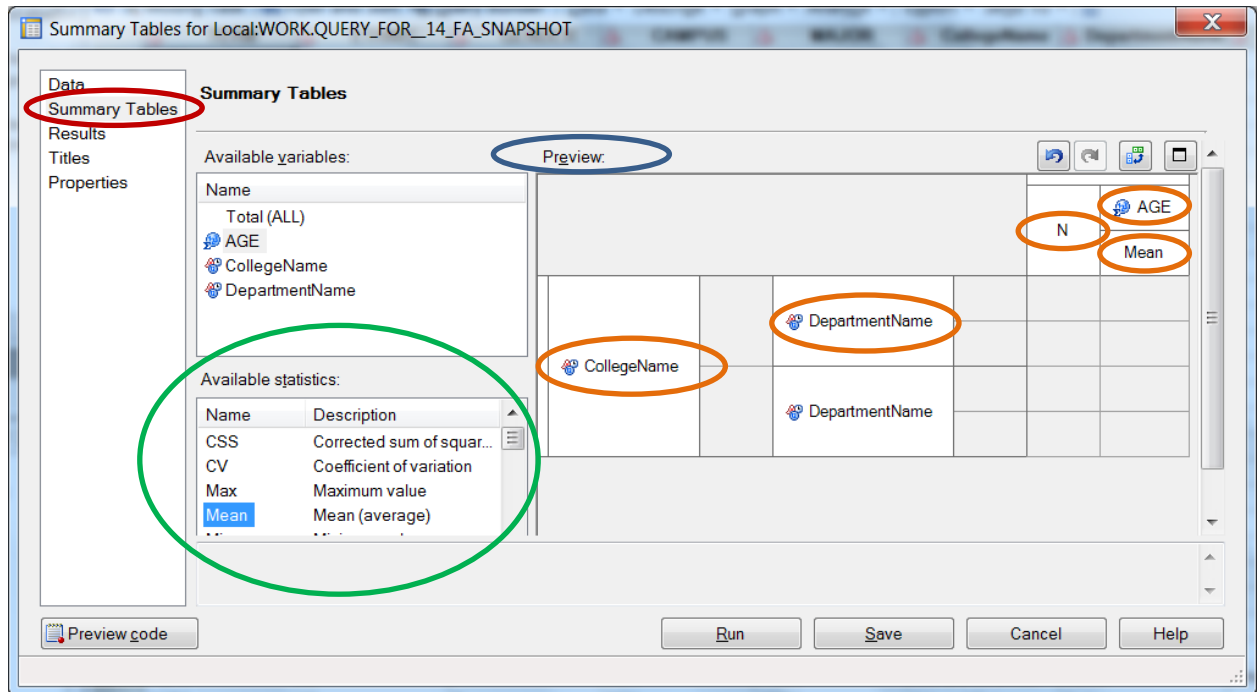 Summary Tables for Local:WORK.QUERY_FOR__14_FA_SNAPSHOT
X
Data
Summary Tables
Results
Titles
Properties
Summary Tables
Available variables:
Name
Total (ALL)
AGE
CollegeName
DepartmentName
Available statistics:
Name Description
CSS Corrected sum of squar...
CV Coefficient of variation
Max Maximum value
Mean Mean (average)
Preview:
N
AGE
Mean
CollegeName
DepartmentName
DepartmentName
Preview code
Run
Save
Cancel
Help